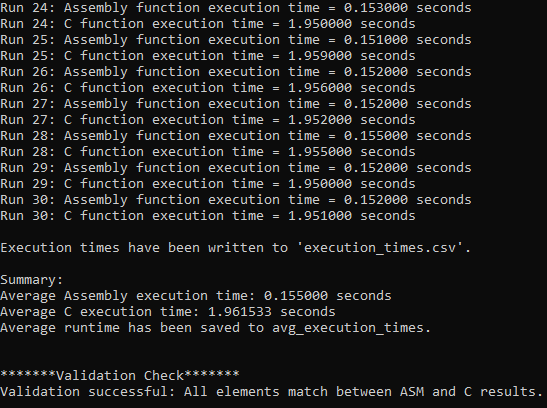 Run 24: Assembly function execution time = 0.153000 seconds
Run 24: C function execution time = 1.950000 seconds
Run 25: Assembly function execution time = 0.151000 seconds
Run 25: C function execution time = 1.959000 seconds
Run 26: Assembly function execution time = 0.152000 seconds
Run 26: C function execution time = 1.956000 seconds
Run 27: Assembly function execution time = 0.152000 seconds
Run 27: C function execution time = 1.952000 seconds
Run 28: Assembly function execution time = 0.155000 seconds
Run 28: C function execution time = 1.955000 seconds
Run 29: Assembly function execution time = 0.152000 seconds
Run 29: C function execution time = 1.950000 seconds
Run 30: Assembly function execution time = 0.152000 seconds
Run 30: C function execution time = 1.951000 seconds
Execution times have been written to 'execution_times.csv'.
Summary:
Average Assembly execution time: 0.155000 seconds
Average C execution time: 1.961533 seconds
Average runtime has been saved to avg_execution_times.
*******Validation Check*******
Validation successful: All elements match between ASM and C results.